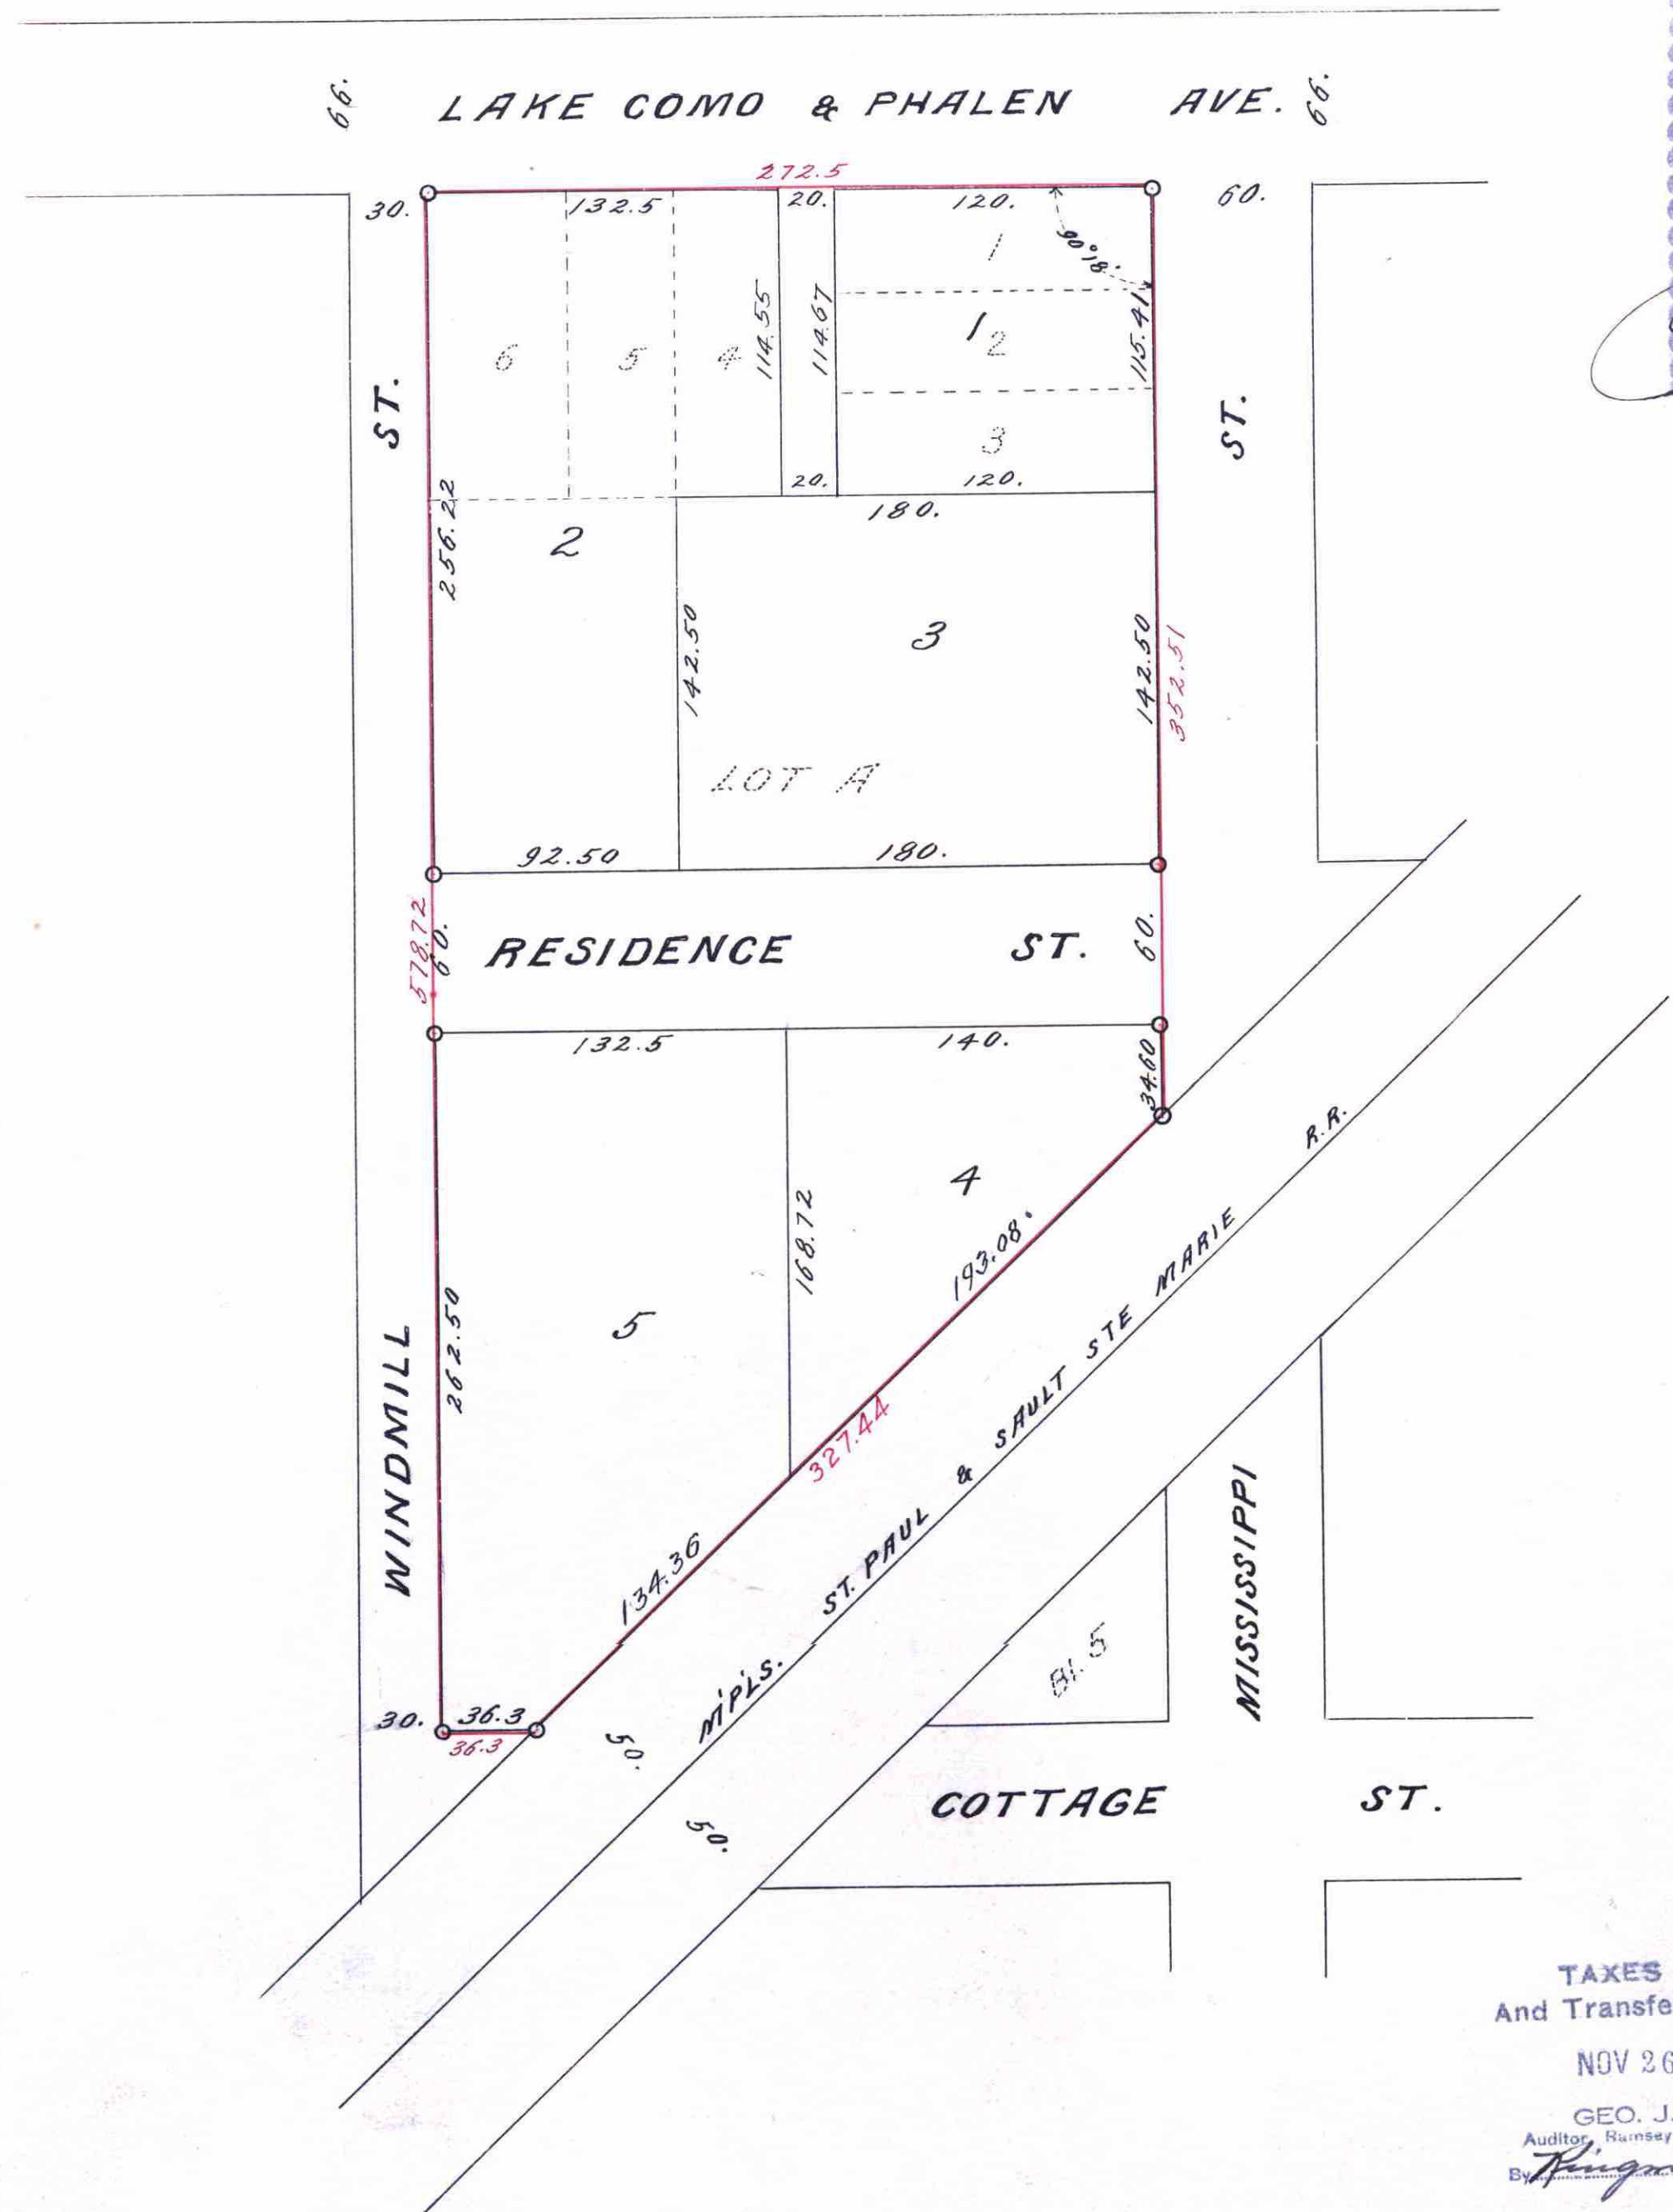 66. LAKE COMO & PHALEN AVE. 66.
272.5
30. 132.5 20. 120. 60.
90°18'
1
115.41
114.55
114.67
6 5 4
1 2
3
ST.
ST.
20. 120.
180.
256.22
2
142.50
3
142.50
352.51
LOT A
92.50 180.
578.72
60.
RESIDENCE ST.
60.
132.5 140.
34.60
4
168.72
193.08
262.50
5
WINDMILL
327.44
134.36
M'P'LS. ST. PAUL & SAULT STE MARIE R.R.
MISSISSIPPI
Bl. 5
30. 36.3
36.3
50.
50.
COTTAGE ST.
TAXES
And Transfe
NOV 26
GEO. J.
Auditor, Ramsey
By